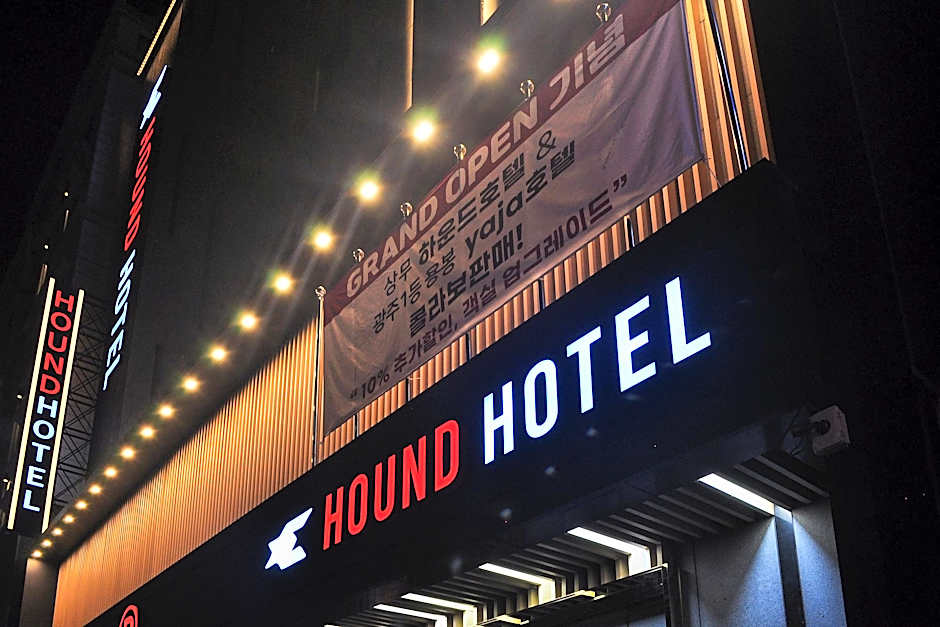 GRAND OPEN 기념
상무 하운드호텔 &
광주1등 용봉 yaja호텔
콜라보판매!
“10% 추가할인, 객실 업그레이드”
HOUND HOTEL
HOUND HOTEL
HOUNDHOTEL